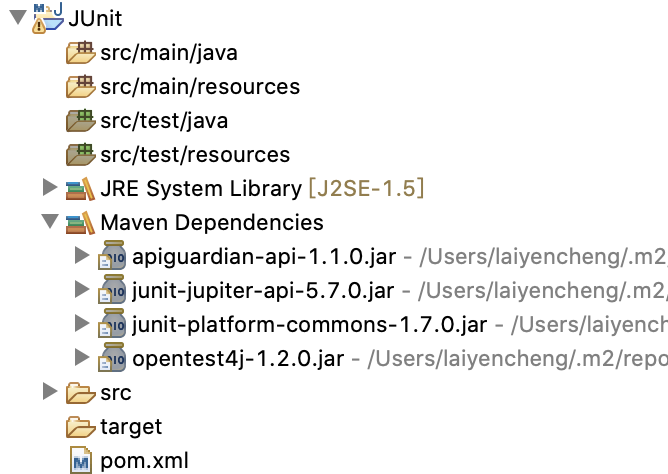 JUnit
src/main/java
src/main/resources
src/test/java
src/test/resources
JRE System Library [J2SE-1.5]
Maven Dependencies
apiguardian-api-1.1.0.jar - /Users/laiyencheng/.m2/
junit-jupiter-api-5.7.0.jar - /Users/laiyencheng/.m2/
junit-platform-commons-1.7.0.jar - /Users/laiyench
opentest4j-1.2.0.jar - /Users/laiyencheng/.m2/repo
src
target
pom.xml